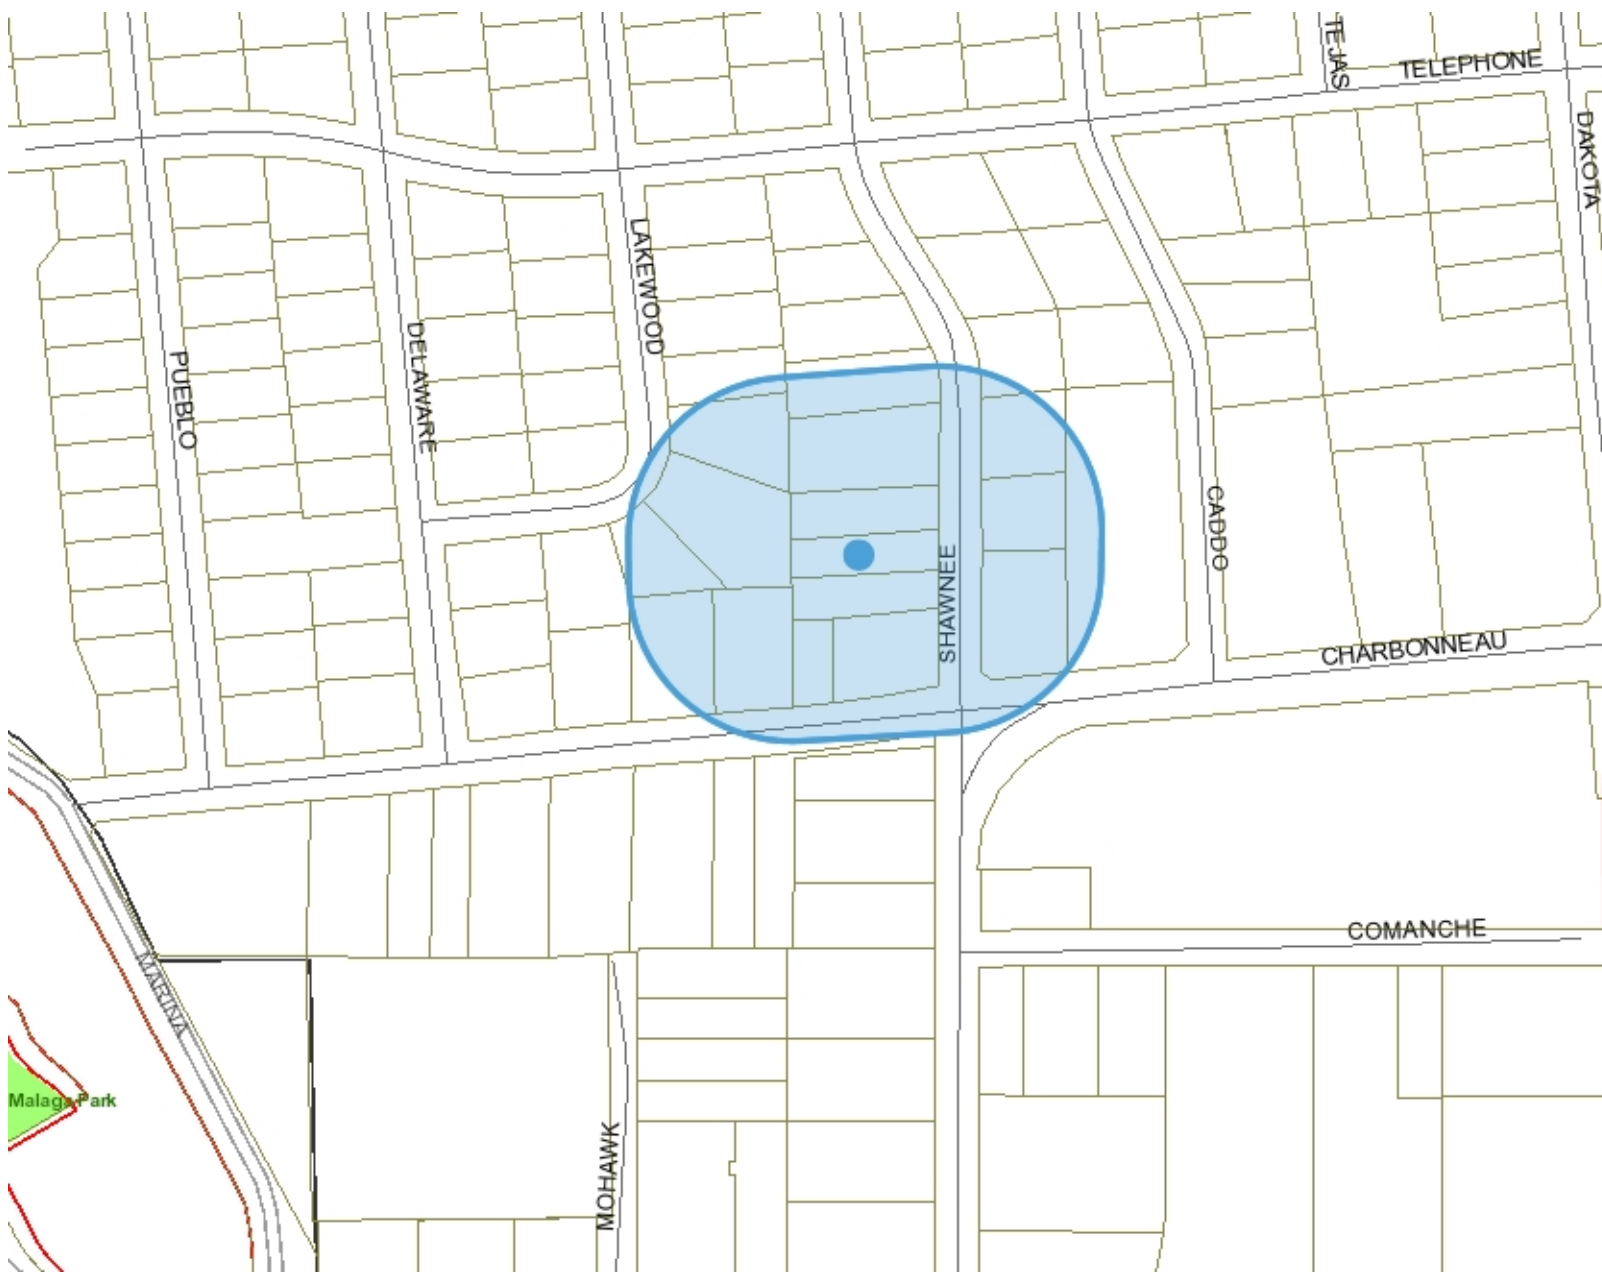 TEJAS
TELEPHONE
DAKOTA
LAKEWOOD
DELAWARE
PUEBLO
CADDO
SHAWNEE
CHARBONNEAU
COMANCHE
MARINA
Malaga Park
MOHAWK